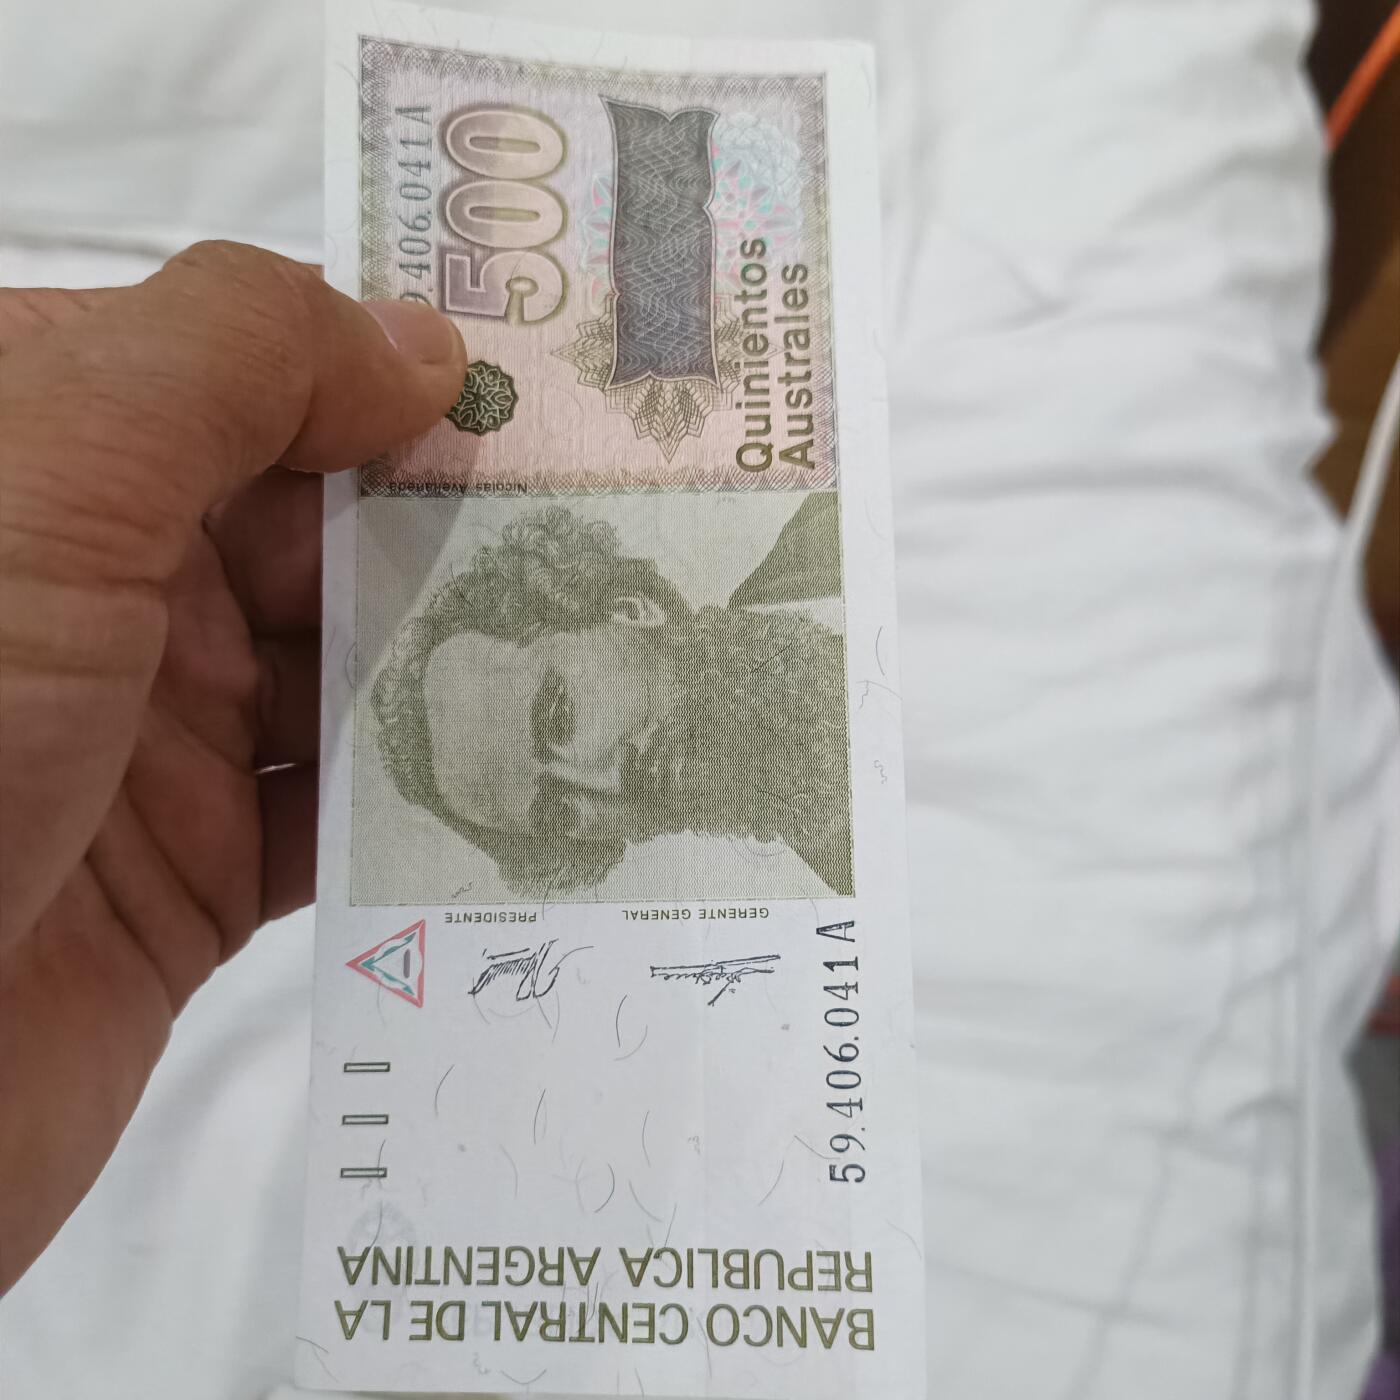 BANCO CENTRAL DE LA
REPUBLICA ARGENTINA
59.406.041A
PRESIDENTE
GERENTE GENERAL
Nicolás Avellaneda
9.406.041A
500
Quinientos
Australes